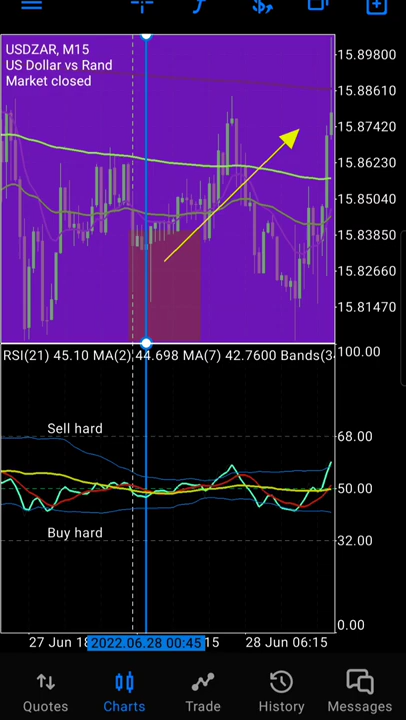 USDZAR, M15
US Dollar vs Rand
Market closed
15.89800
15.88610
15.87420
15.86230
15.85040
15.83850
15.82660
15.81470
RSI(21) 45.10 MA(2) 44.698 MA(7) 42.7600 Bands(3
100.00
Sell hard
68.00
50.00
Buy hard
32.00
0.00
27 Jun 18 2022.06.28 00:45 15 28 Jun 06:15
Quotes Charts Trade History Messages